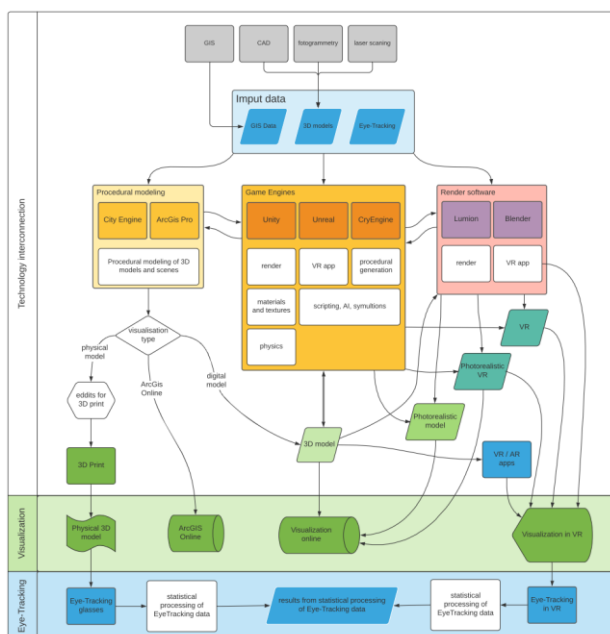 GIS
CAD
fotogrammetry
laser scaning
Imput data
GIS Data
3D models
Eye-Tracking
Technology interconnection
Procedural modeling
City Engine
ArcGis Pro
Procedural modeling of 3D
models and scenes
Game Engines
Unity
Unreal
CryEngine
render
VR app
procedural
generation
materials
and textures
scripting, AI, symultions
physics
Render software
Lumion
Blender
render
VR app
visualisation
type
physical
model
ArcGis
Online
digital
model
eddits for
3D print
3D Print
3D model
Photorealistic
model
VR
Photorealistic
VR
VR / AR
apps
Visualization
Physical 3D
model
ArcGIS
Online
Visualization
online
Visualization in VR
Eye-Tracking
Eye-Tracking
glasses
statistical
processing of
EyeTracking data
results from statistical processing
of Eye-Tracking data
statistical
processing of
EyeTracking data
Eye-Tracking
in VR